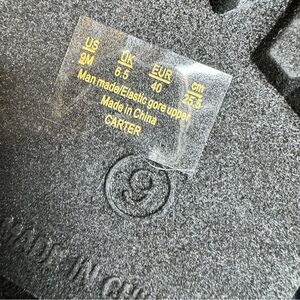 US UK EUR cm
9M 6.5 40 25.5
Man made/Elastic gore upper
Made in China
CARTER
9
MADE IN CHI